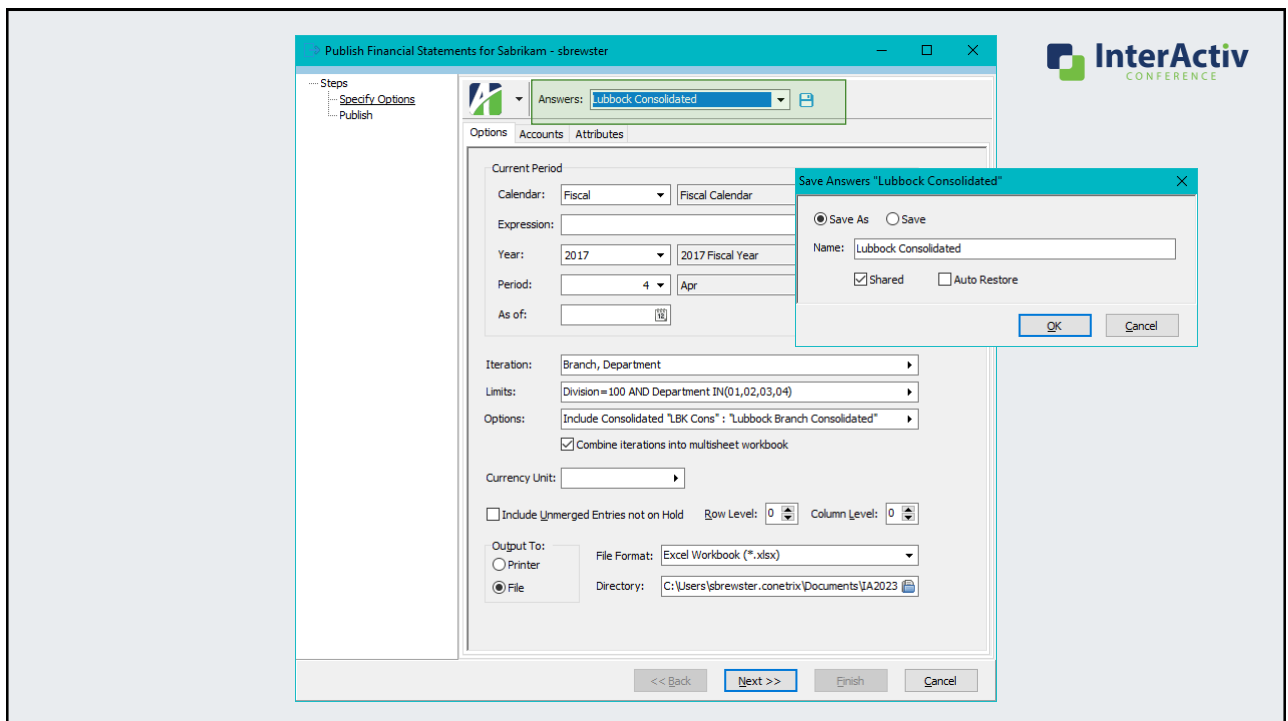 Publish Financial Statements for Sabrikam - sbrewster
InterActiv
CONFERENCE
Steps
Specify Options
Publish
Answers: Lubbock Consolidated
Options Accounts Attributes
Current Period
Calendar: Fiscal Fiscal Calendar
Expression:
Year: 2017 2017 Fiscal Year
Period: 4 Apr
As of:
Save Answers "Lubbock Consolidated"
Save As Save
Name: Lubbock Consolidated
Shared Auto Restore
OK Cancel
Iteration: Branch, Department
Limits: Division=100 AND Department IN(01,02,03,04)
Options: Include Consolidated "LBK Cons" : "Lubbock Branch Consolidated"
Combine iterations into multisheet workbook
Currency Unit:
Include Unmerged Entries not on Hold Row Level: 0 Column Level: 0
Output To:
Printer
File
File Format: Excel Workbook (*.xlsx)
Directory: C:\Users\sbrewster.conetrix\Documents\IA2023
<< Back Next >> Finish Cancel